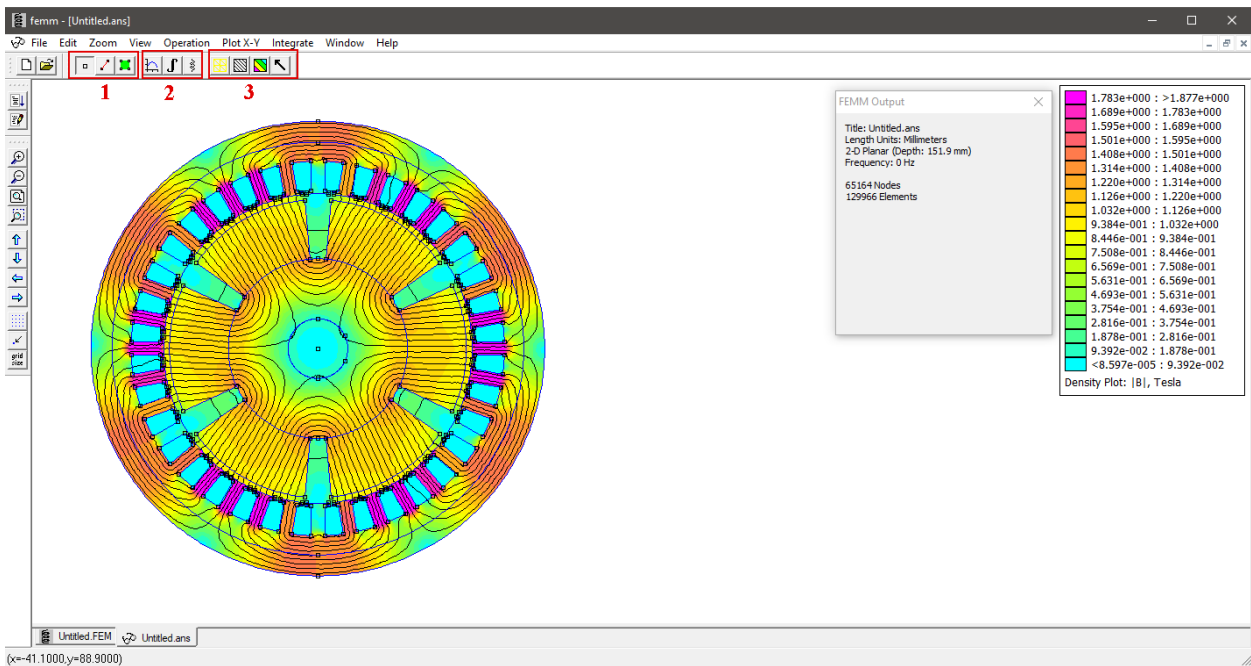 femm - [Untitled.ans]
File Edit Zoom View Operation Plot X-Y Integrate Window Help
1 2 3
grid
size
FEMM Output
Title: Untitled.ans
Length Units: Millimeters
2-D Planar (Depth: 151.9 mm)
Frequency: 0 Hz
65164 Nodes
129966 Elements
1.783e+000 : >1.877e+000
1.689e+000 : 1.783e+000
1.595e+000 : 1.689e+000
1.501e+000 : 1.595e+000
1.408e+000 : 1.501e+000
1.314e+000 : 1.408e+000
1.220e+000 : 1.314e+000
1.126e+000 : 1.220e+000
1.032e+000 : 1.126e+000
9.384e-001 : 1.032e+000
8.446e-001 : 9.384e-001
7.508e-001 : 8.446e-001
6.569e-001 : 7.508e-001
5.631e-001 : 6.569e-001
4.693e-001 : 5.631e-001
3.754e-001 : 4.693e-001
2.816e-001 : 3.754e-001
1.878e-001 : 2.816e-001
9.392e-002 : 1.878e-001
<8.597e-005 : 9.392e-002
Density Plot: |B|, Tesla
Untitled.FEM Untitled.ans
(x=-41.1000,y=88.9000)